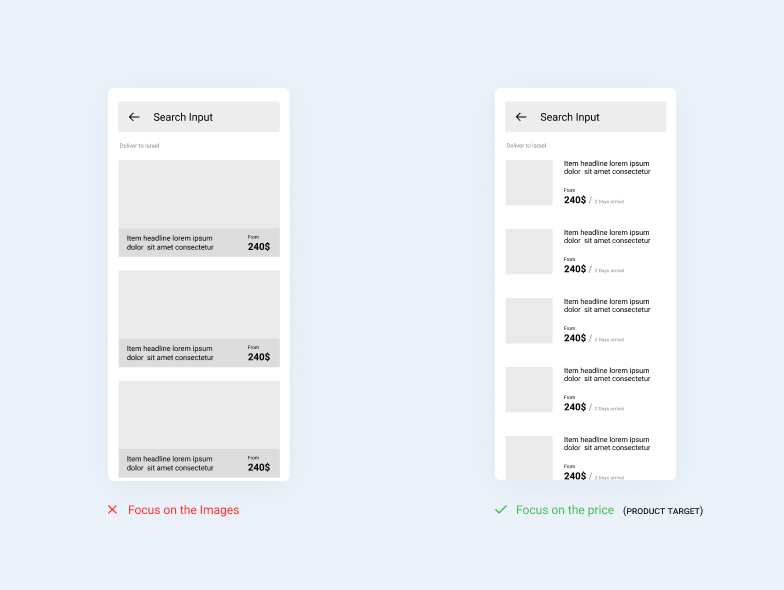 Search Input
Deliver to Israel
Item headline lorem ipsum
dolor sit amet consectetur
From
240$
Item headline lorem ipsum
dolor sit amet consectetur
From
240$
Item headline lorem ipsum
dolor sit amet consectetur
From
240$
Focus on the Images
Search Input
Deliver to Israel
Item headline lorem ipsum
dolor sit amet consectetur
From
240$ / 2 Days arrival
Item headline lorem ipsum
dolor sit amet consectetur
From
240$ / 2 Days arrival
Item headline lorem ipsum
dolor sit amet consectetur
From
240$ / 2 Days arrival
Item headline lorem ipsum
dolor sit amet consectetur
From
240$ / 2 Days arrival
Item headline lorem ipsum
dolor sit amet consectetur
From
240$ / 2 Days arrival
Focus on the price (PRODUCT TARGET)